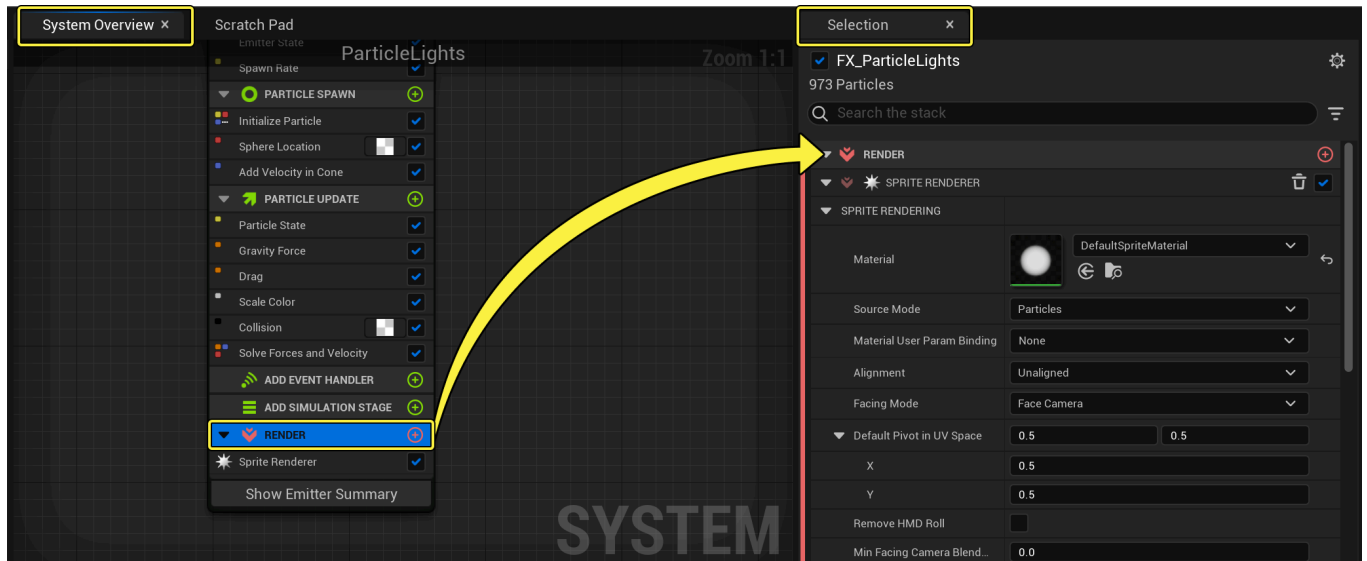 System Overview ×
Scratch Pad
Emitter State
ParticleLights
Zoom 1:1
Spawn Rate
PARTICLE SPAWN
Initialize Particle
Sphere Location
Add Velocity in Cone
PARTICLE UPDATE
Particle State
Gravity Force
Drag
Scale Color
Collision
Solve Forces and Velocity
ADD EVENT HANDLER
ADD SIMULATION STAGE
RENDER
Sprite Renderer
Show Emitter Summary
SYSTEM
Selection ×
FX_ParticleLights
973 Particles
Search the stack
RENDER
SPRITE RENDERER
SPRITE RENDERING
Material DefaultSpriteMaterial
Source Mode Particles
Material User Param Binding None
Alignment Unaligned
Facing Mode Face Camera
Default Pivot in UV Space 0.5 0.5
X 0.5
Y 0.5
Remove HMD Roll
Min Facing Camera Blend... 0.0